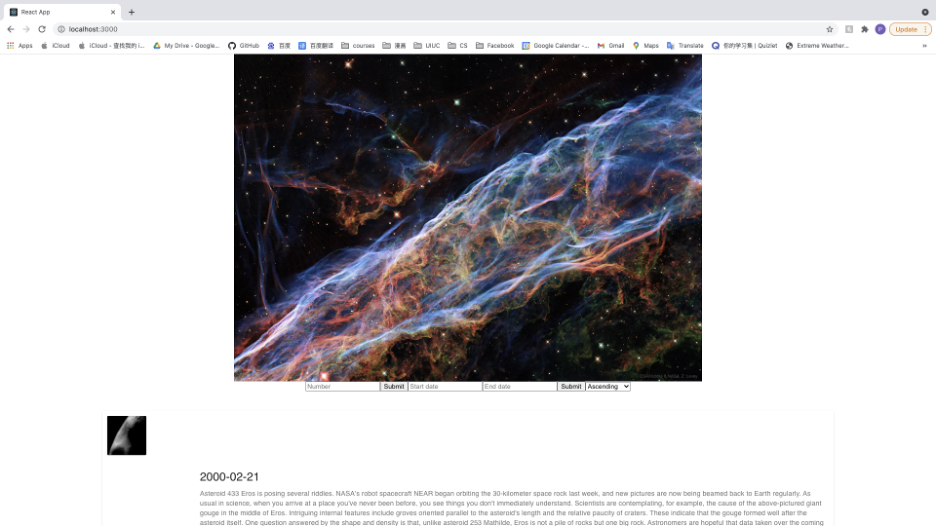 React App
localhost:3000
Update
Apps
iCloud
iCloud - 查找我的 i...
My Drive - Google...
GitHub
百度
百度翻译
courses
漫画
UIUC
CS
Facebook
Google Calendar -...
Gmail
Maps
Translate
你的学习集 | Quizlet
Extreme Weather...
»
Number Submit Start date End date Submit Ascending
2000-02-21
Asteroid 433 Eros is posing several riddles. NASA's robot spacecraft NEAR began orbiting the 30-kilometer space rock last week, and new pictures are now being beamed back to Earth regularly. As
usual in science, when you arrive at a place you've never been before, you see things you don't immediately understand. Scientists are contemplating, for example, the cause of the above-pictured giant
gouge in the middle of Eros. Intriguing internal features include groves oriented parallel to the asteroid's length and the relative paucity of craters. These indicate that the gouge formed well after the
asteroid itself. One question answered by the shape and density is that, unlike asteroid 253 Mathilde, Eros is not a pile of rocks but one big rock. Astronomers are hopeful that data taken over the coming